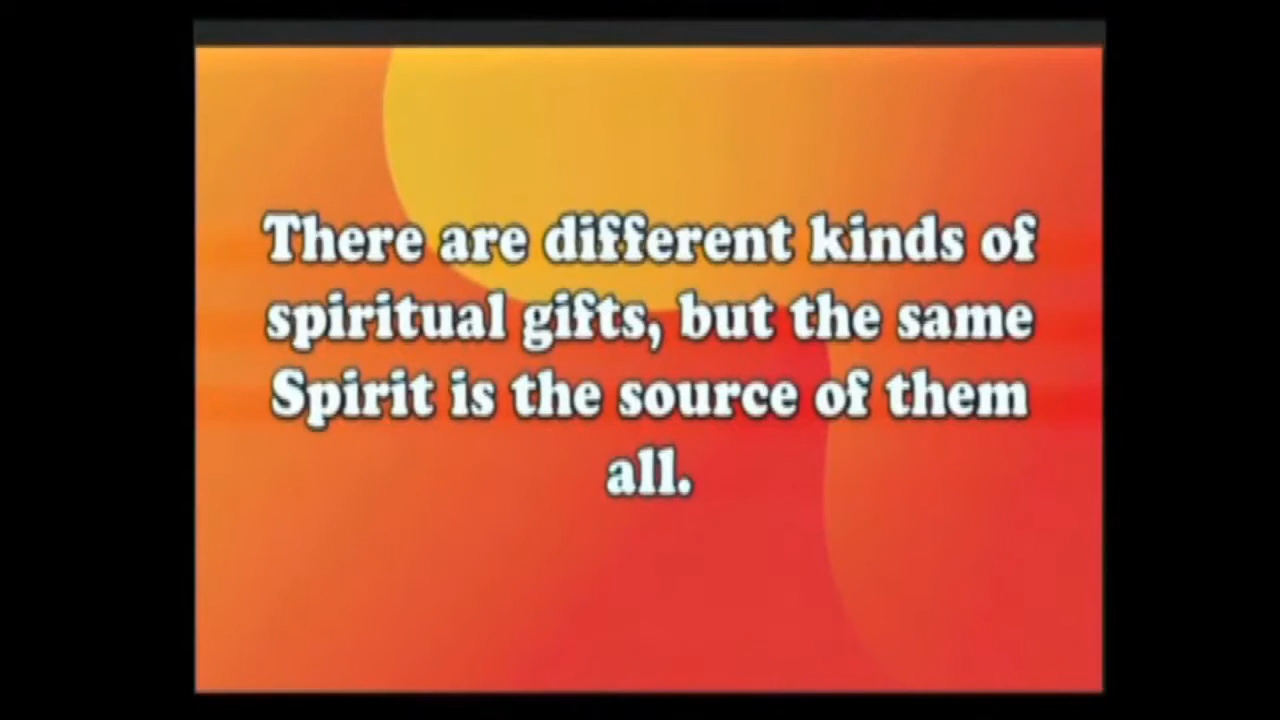 There are different kinds of
spiritual gifts, but the same
Spirit is the source of them
all.